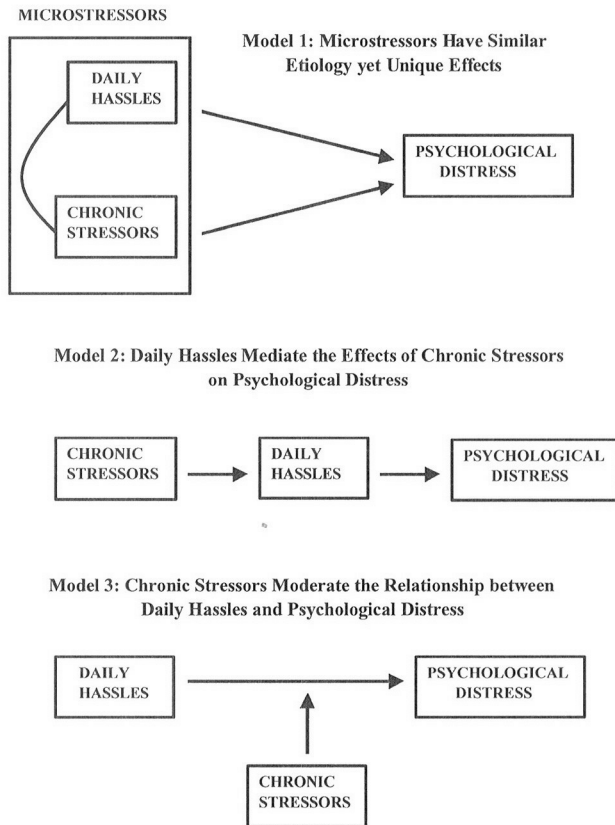 MICROSTRESSORS
Model 1: Microstressors Have Similar
Etiology yet Unique Effects
DAILY
HASSLES
PSYCHOLOGICAL
DISTRESS
CHRONIC
STRESSORS
Model 2: Daily Hassles Mediate the Effects of Chronic Stressors
on Psychological Distress
CHRONIC
STRESSORS
DAILY
HASSLES
PSYCHOLOGICAL
DISTRESS
Model 3: Chronic Stressors Moderate the Relationship between
Daily Hassles and Psychological Distress
DAILY
HASSLES
PSYCHOLOGICAL
DISTRESS
CHRONIC
STRESSORS